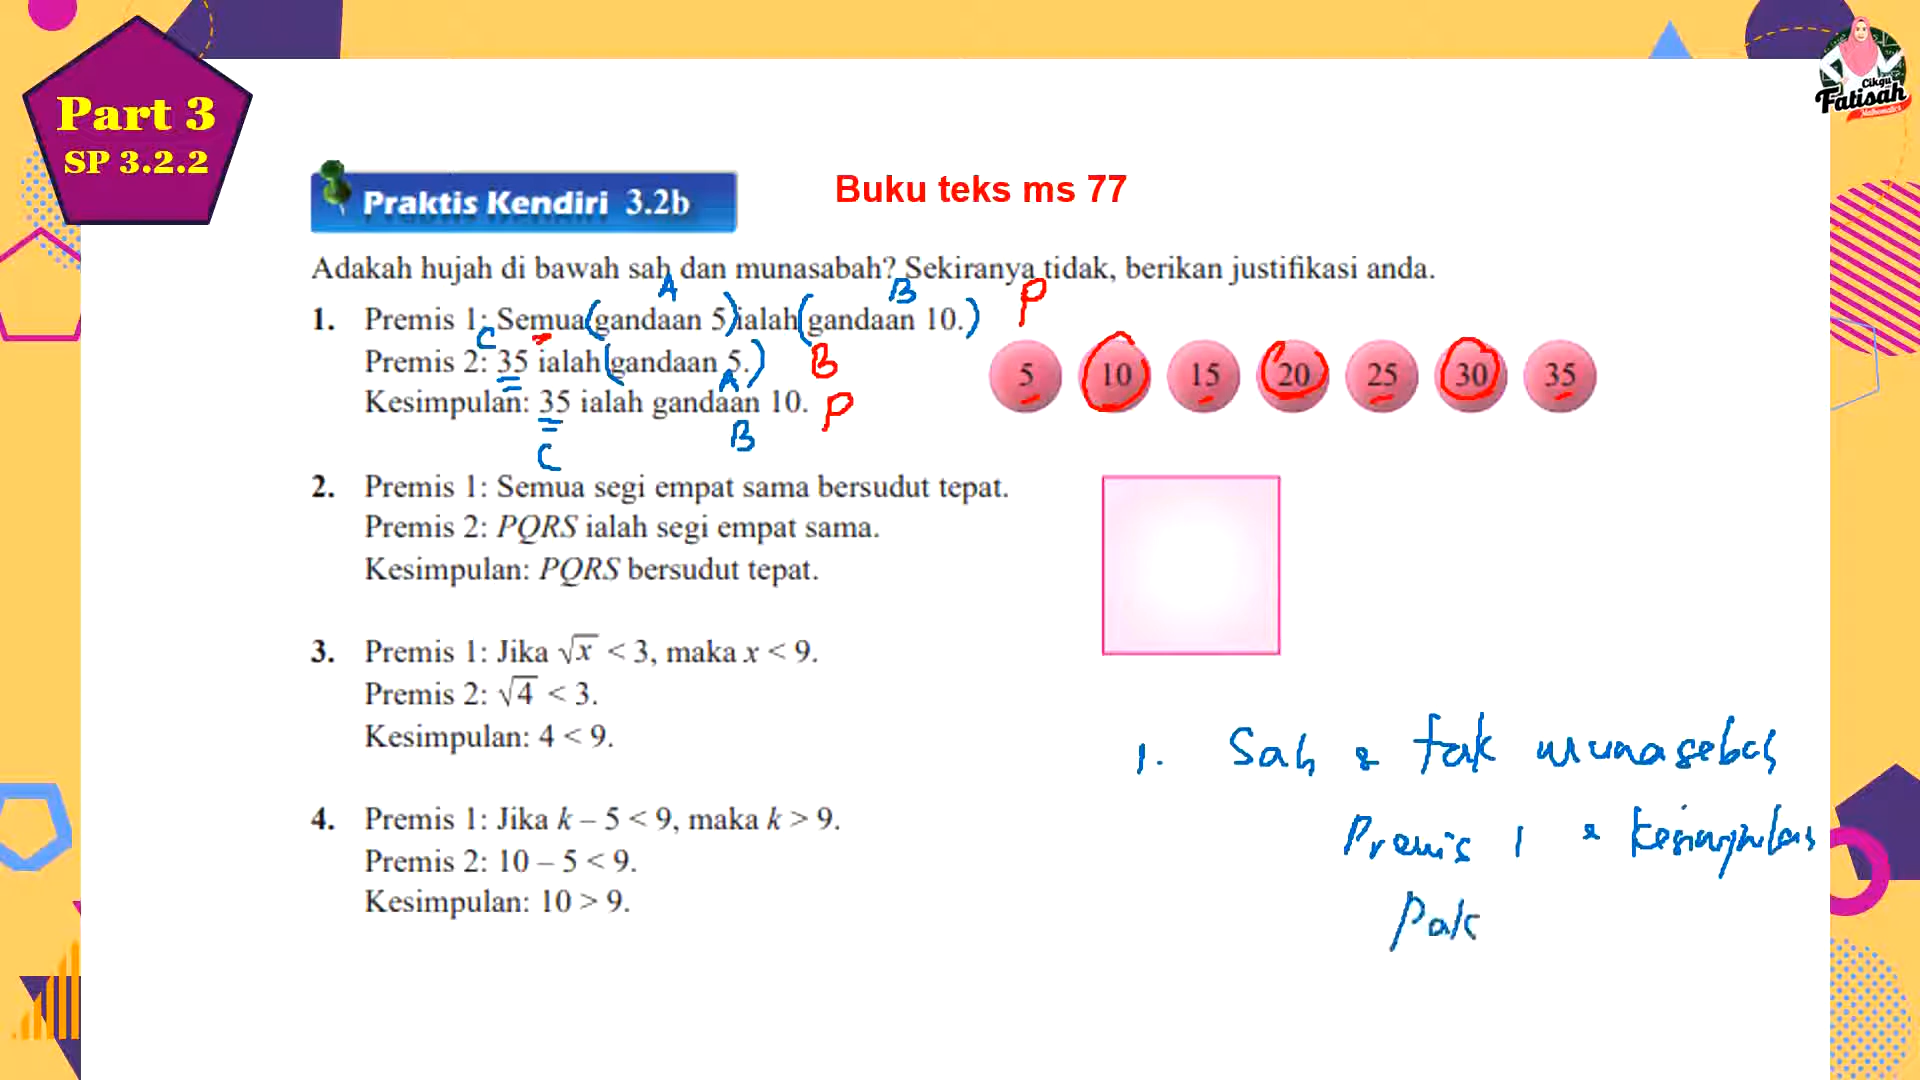 Part 3
SP 3.2.2
Cikgu
Fatisah
Mathematics
Praktis Kendiri 3.2b
Buku teks ms 77
Adakah hujah di bawah sah dan munasabah? Sekiranya tidak, berikan justifikasi anda.
A B P
1. Premis 1: Semua (gandaan 5) ialah (gandaan 10.)
C
Premis 2: 35 ialah (gandaan 5.) B
A
Kesimpulan: 35 ialah gandaan 10. P
C B
5 10 15 20 25 30 35
2. Premis 1: Semua segi empat sama bersudut tepat.
Premis 2: PQRS ialah segi empat sama.
Kesimpulan: PQRS bersudut tepat.
3. Premis 1: Jika √x < 3, maka x < 9.
Premis 2: √4 < 3.
Kesimpulan: 4 < 9.
4. Premis 1: Jika k – 5 < 9, maka k > 9.
Premis 2: 10 – 5 < 9.
Kesimpulan: 10 > 9.
1. Sah & tak munasabah
Premis 1 & Kesimpulan
Pal